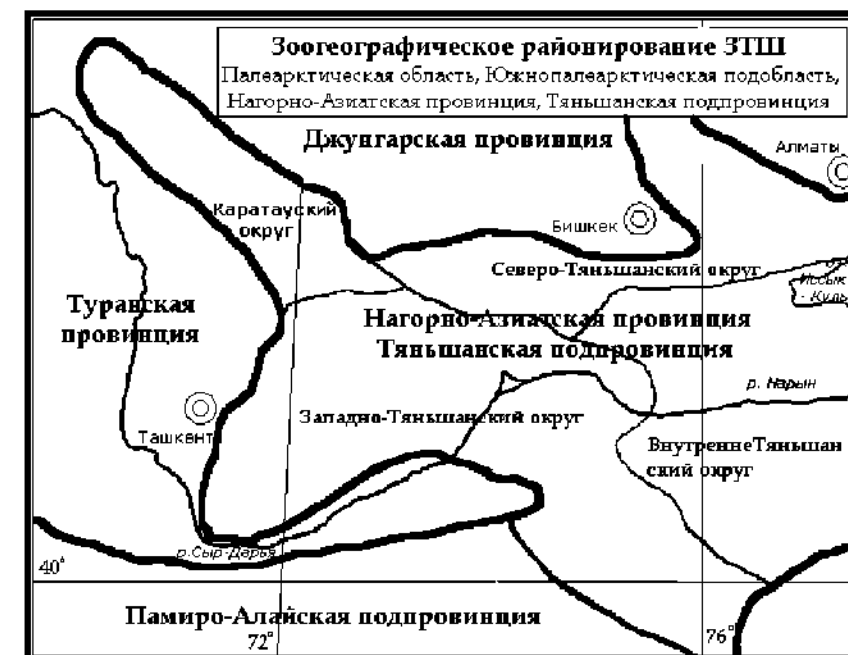 Зоогеографическое районирование ЗТШ
Палеарктическая область, Южнопалеарктическая подобласть,
Нагорно-Азиатская провинция, Тяньшанская подпровинция
Джунгарская провинция
Алматы
Каратауский
округ
Бишкек
Северо-Тяньшанский округ
Иссык
- Куль
Туранская
провинция
Нагорно-Азиатская провинция
Тяньшанская подпровинция
р. Нарын
Западно-Тяньшанский округ
Ташкент
ВнутреннеТяньшан
ский округ
р.Сыр-Дарья
40°
Памиро-Алайская подпровинция
72°
76°